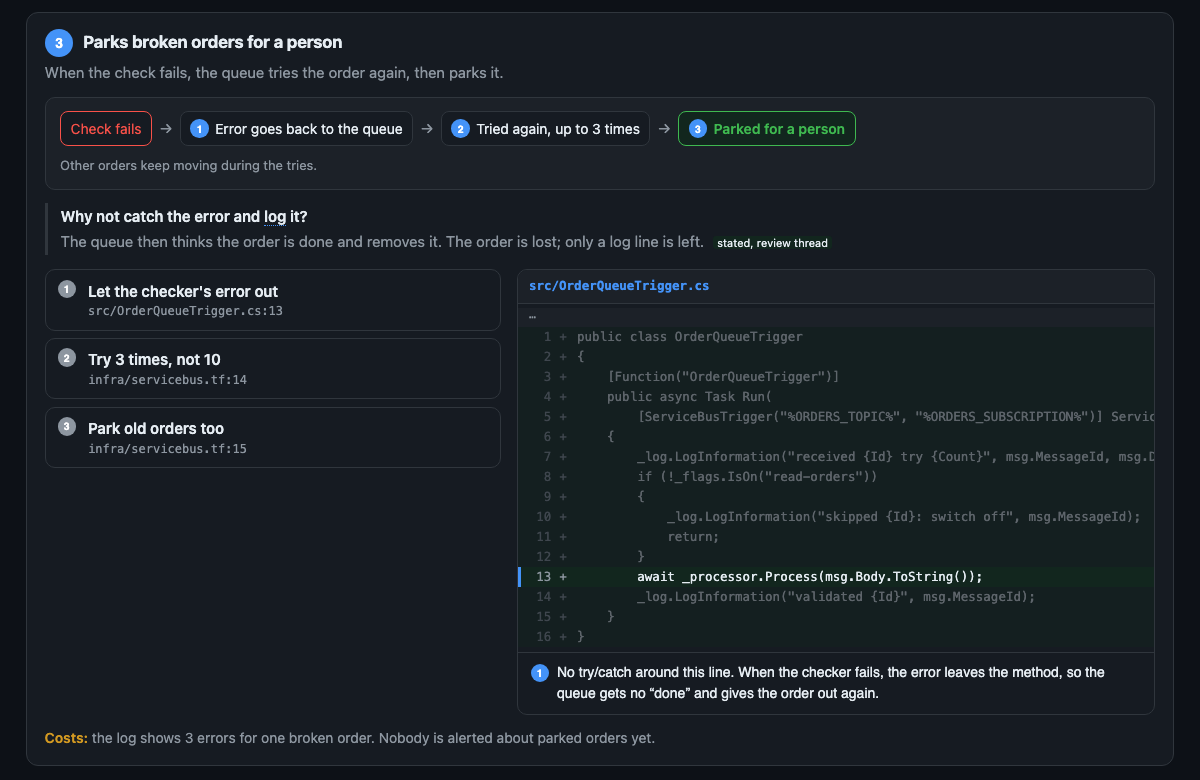 3 Parks broken orders for a person
When the check fails, the queue tries the order again, then parks it.
Check fails → 1 Error goes back to the queue → 2 Tried again, up to 3 times → 3 Parked for a person
Other orders keep moving during the tries.
Why not catch the error and log it?
The queue then thinks the order is done and removes it. The order is lost; only a log line is left. stated, review thread
1 Let the checker's error out
src/OrderQueueTrigger.cs:13
2 Try 3 times, not 10
infra/servicebus.tf:14
3 Park old orders too
infra/servicebus.tf:15
src/OrderQueueTrigger.cs
…
1 + public class OrderQueueTrigger
2 + {
3 +     [Function("OrderQueueTrigger")]
4 +     public async Task Run(
5 +         [ServiceBusTrigger("%ORDERS_TOPIC%", "%ORDERS_SUBSCRIPTION%")] Servic
6 +     {
7 +         _log.LogInformation("received {Id} try {Count}", msg.MessageId, msg.D
8 +         if (!_flags.IsOn("read-orders"))
9 +         {
10 +             _log.LogInformation("skipped {Id}: switch off", msg.MessageId);
11 +             return;
12 +         }
13 +         await _processor.Process(msg.Body.ToString());
14 +         _log.LogInformation("validated {Id}", msg.MessageId);
15 +     }
16 + }
1 No try/catch around this line. When the checker fails, the error leaves the method, so the
queue gets no “done” and gives the order out again.
Costs: the log shows 3 errors for one broken order. Nobody is alerted about parked orders yet.